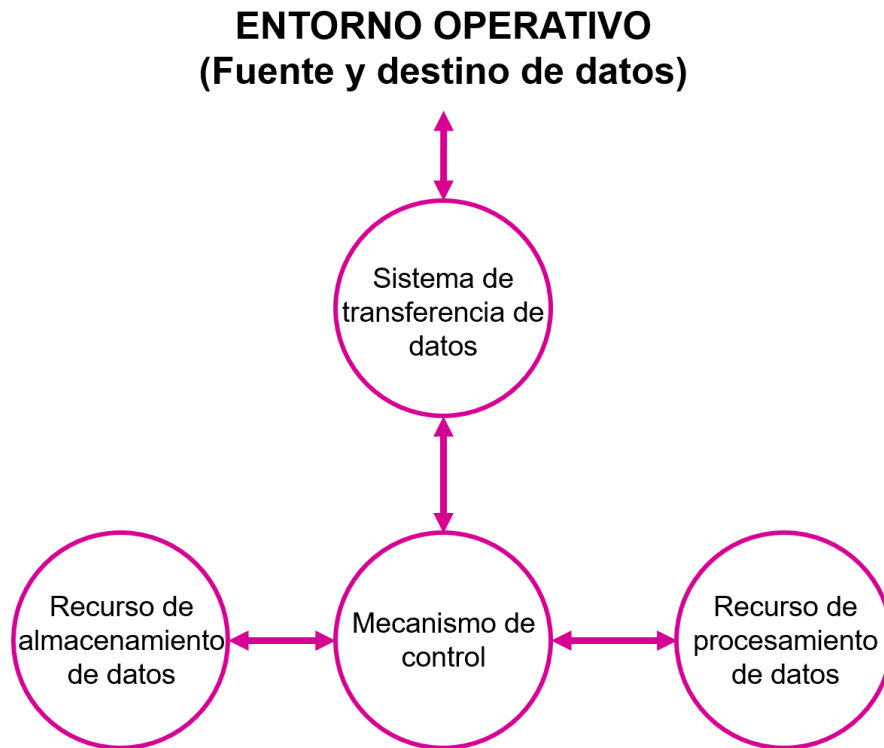 ENTORNO OPERATIVO
(Fuente y destino de datos)
Sistema de
transferencia de
datos
Recurso de
almacenamiento
de datos
Mecanismo de
control
Recurso de
procesamiento
de datos